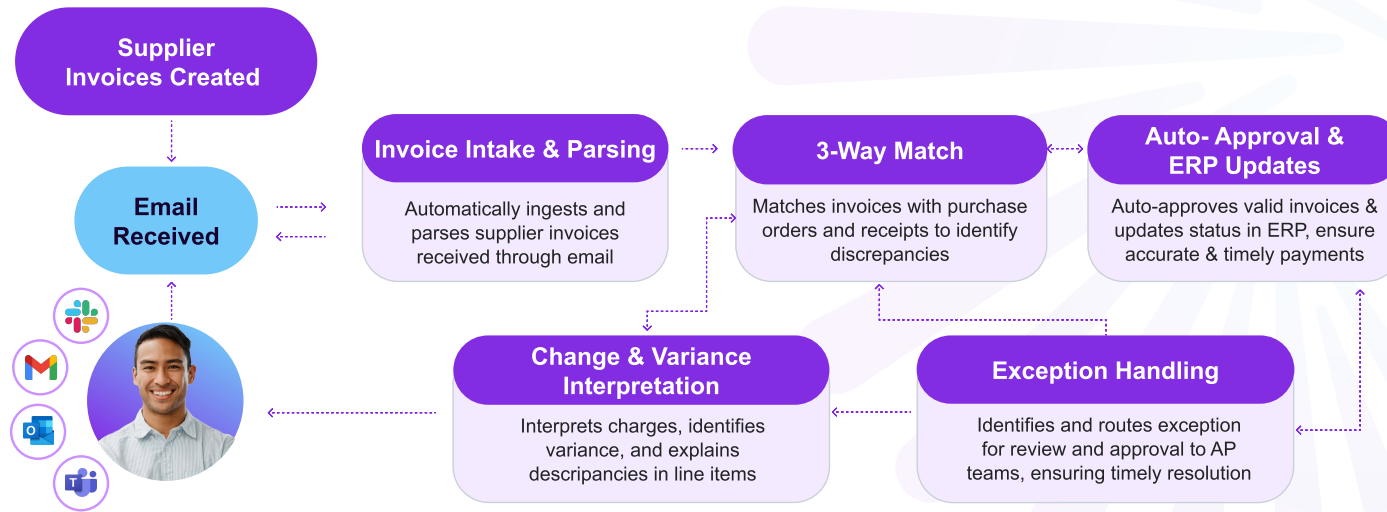 Supplier
Invoices Created
Email
Received
Invoice Intake & Parsing
Automatically ingests and
parses supplier invoices
received through email
3-Way Match
Matches invoices with purchase
orders and receipts to identify
discrepancies
Auto- Approval &
ERP Updates
Auto-approves valid invoices &
updates status in ERP, ensure
accurate & timely payments
Change & Variance
Interpretation
Interprets charges, identifies
variance, and explains
descripancies in line items
Exception Handling
Identifies and routes exception
for review and approval to AP
teams, ensuring timely resolution